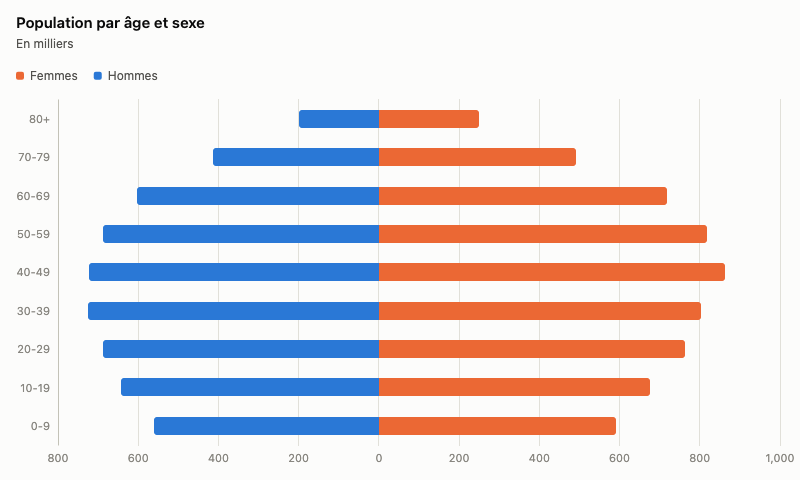 Population par âge et sexe
En milliers
Femmes Hommes
80+
70-79
60-69
50-59
40-49
30-39
20-29
10-19
0-9
800 600 400 200 0 200 400 600 800 1,000